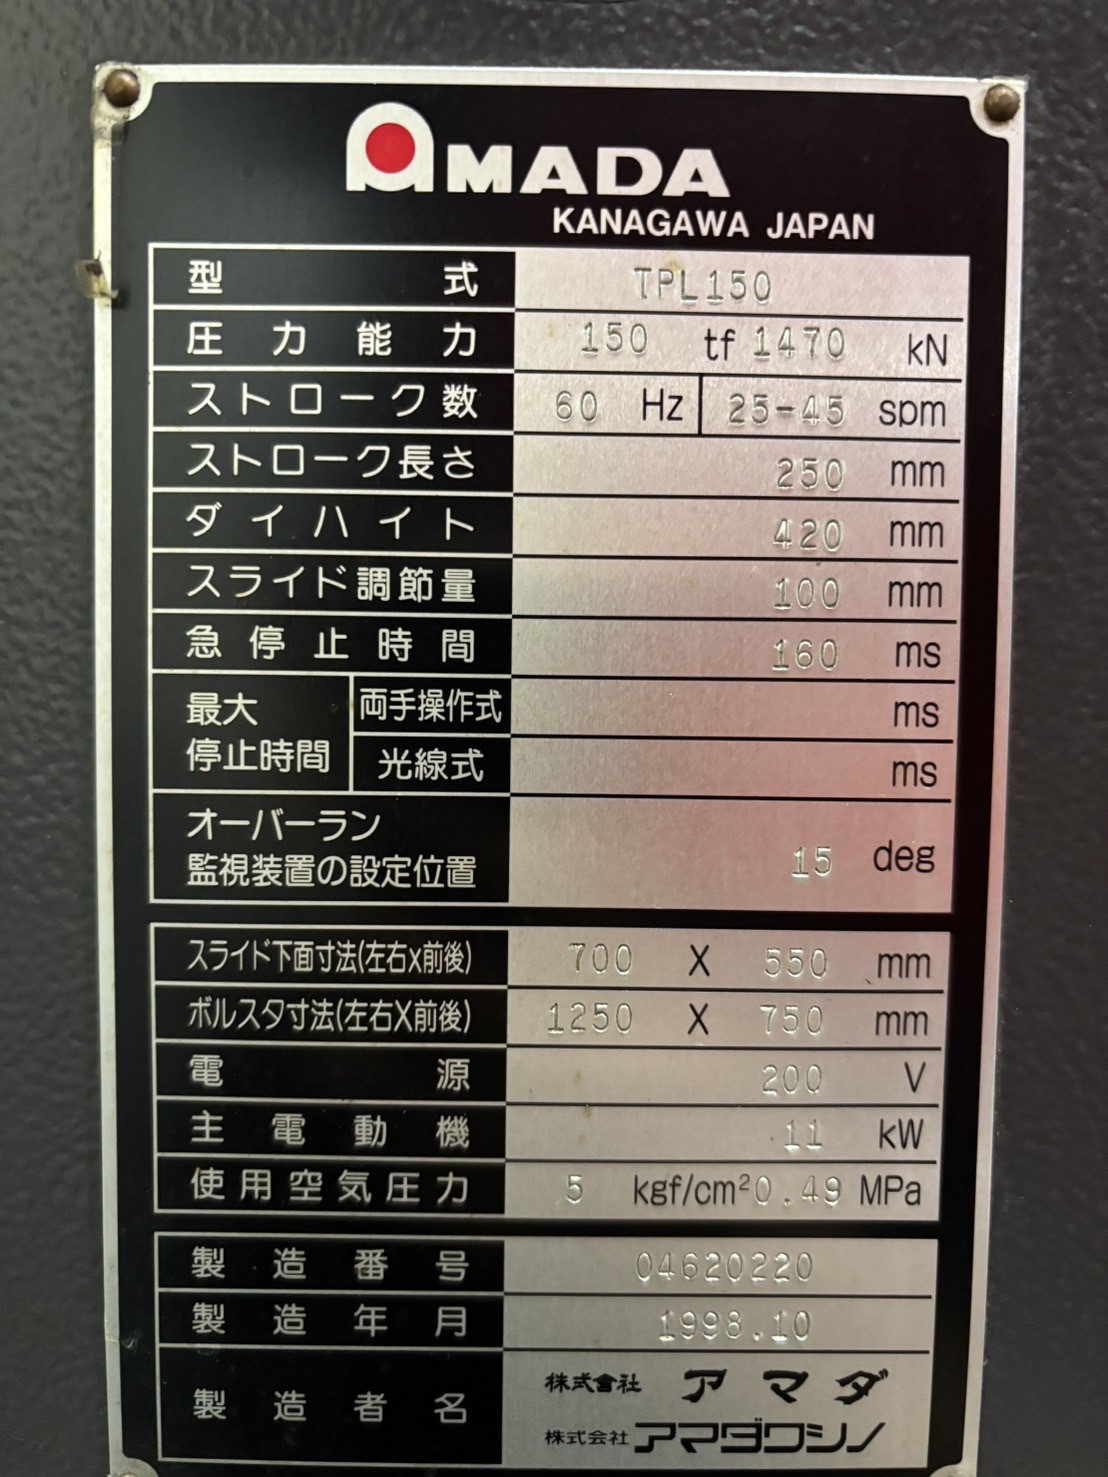 AMADA
KANAGAWA JAPAN
型式 TPL150
圧力能力 150 tf 1470 kN
ストローク数 60 Hz 25-45 spm
ストローク長さ 250 mm
ダイハイト 420 mm
スライド調節量 100 mm
急停止時間 160 ms
最大停止時間 両手操作式 ms
光線式 ms
オーバーラン
監視装置の設定位置 15 deg
スライド下面寸法(左右X前後) 700 X 550 mm
ボルスタ寸法(左右X前後) 1250 X 750 mm
電源 200 V
主電動機 11 kW
使用空気圧力 5 kgf/cm² 0.49 MPa
製造番号 04620220
製造年月 1998.10
製造者名 株式会社 アマダ
株式会社 アマダワシノ